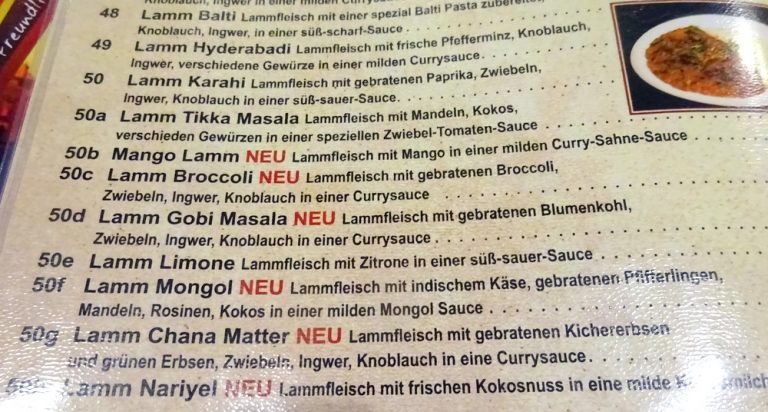 Knoblauch, Ingwer in einer milden
48 Lamm Balti Lammfleisch mit einer spezial Balti Pasta zubereitet,
Knoblauch, Ingwer, in einer süß-scharf-Sauce
49 Lamm Hyderabadi Lammfleisch mit frische Pfefferminz, Knoblauch,
Ingwer, verschiedene Gewürze in einer milden Currysauce
50 Lamm Karahi Lammfleisch mit gebratenen Paprika, Zwiebeln,
Ingwer, Knoblauch in einer süß-sauer-Sauce.
50a Lamm Tikka Masala Lammfleisch mit Mandeln, Kokos,
verschieden Gewürzen in einer speziellen Zwiebel-Tomaten-Sauce
50b Mango Lamm NEU Lammfleisch mit Mango in einer milden Curry-Sahne-Sauce
50c Lamm Broccoli NEU Lammfleisch mit gebratenen Broccoli,
Zwiebeln, Ingwer, Knoblauch in einer Currysauce
50d Lamm Gobi Masala NEU Lammfleisch mit gebratenen Blumenkohl,
Zwiebeln, Ingwer, Knoblauch in einer Currysauce
50e Lamm Limone Lammfleisch mit Zitrone in einer süß-sauer-Sauce
50f Lamm Mongol NEU Lammfleisch mit indischem Käse, gebratenen Pfifferlingen,
Mandeln, Rosinen, Kokos in einer milden Mongol Sauce
50g Lamm Chana Matter NEU Lammfleisch mit gebratenen Kichererbsen
und grünen Erbsen, Zwiebeln, Ingwer, Knoblauch in eine Currysauce.
Lamm Nariyel NEU Lammfleisch mit frischen Kokosnuss in eine milde